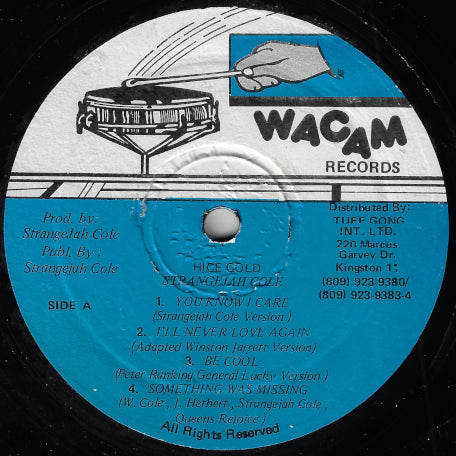 WACAM
RECORDS
Prod. by:
StrangeJah Cole
Publ. By :
StrangeJah Cole
Distributed By:
TUFF GONG
INT. LTD.
220 Marcus
Garvey Dr.
Kingston 11
(809) 923-9380/
(809) 923-9383-4
SIDE A
HICE GOLD
STRANGEJAH COLE
1. YOU KNOW I CARE
(StrangeJah Cole Version)
2. I'LL NEVER LOVE AGAIN
(Adapted Winston Jarrett Version)
3. BE COOL
(Peter Ranking General Lucky Version)
4. SOMETHING WAS MISSING
(W. Cole, J. Herbert, StrangeJah Cole,
Queens Rejoice)
All Rights Reserved